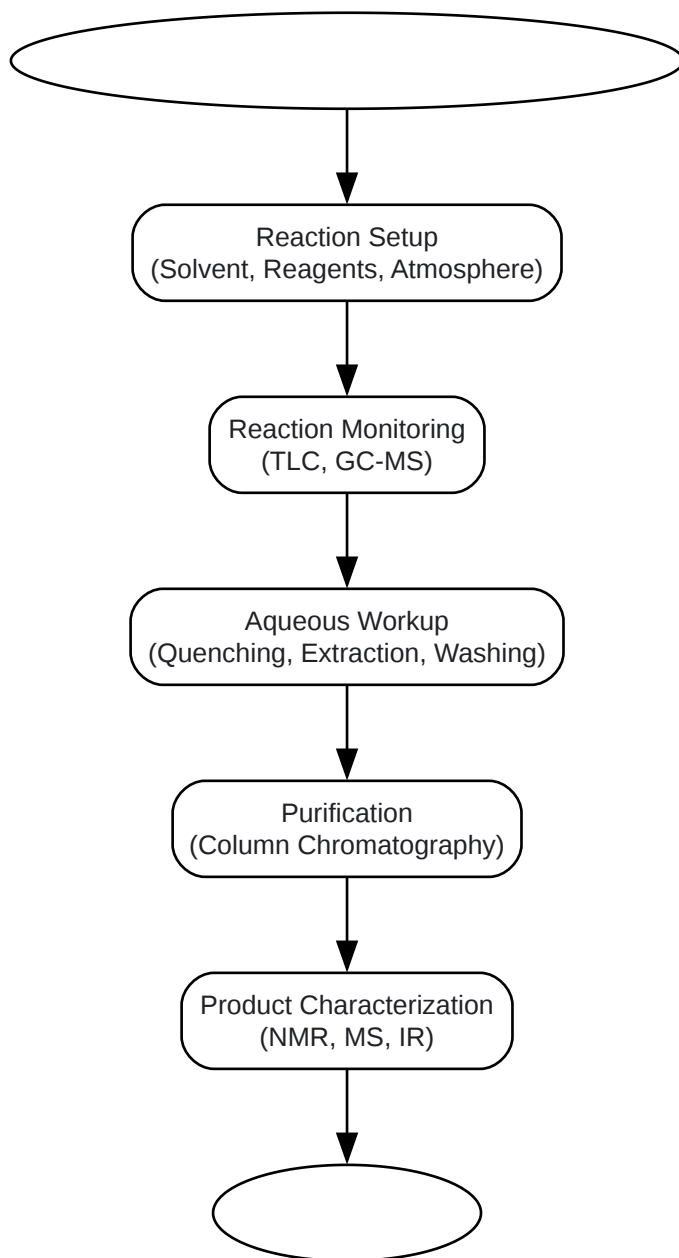 Reaction Setup
(Solvent, Reagents, Atmosphere)
Reaction Monitoring
(TLC, GC-MS)
Aqueous Workup
(Quenching, Extraction, Washing)
Purification
(Column Chromatography)
Product Characterization
(NMR, MS, IR)